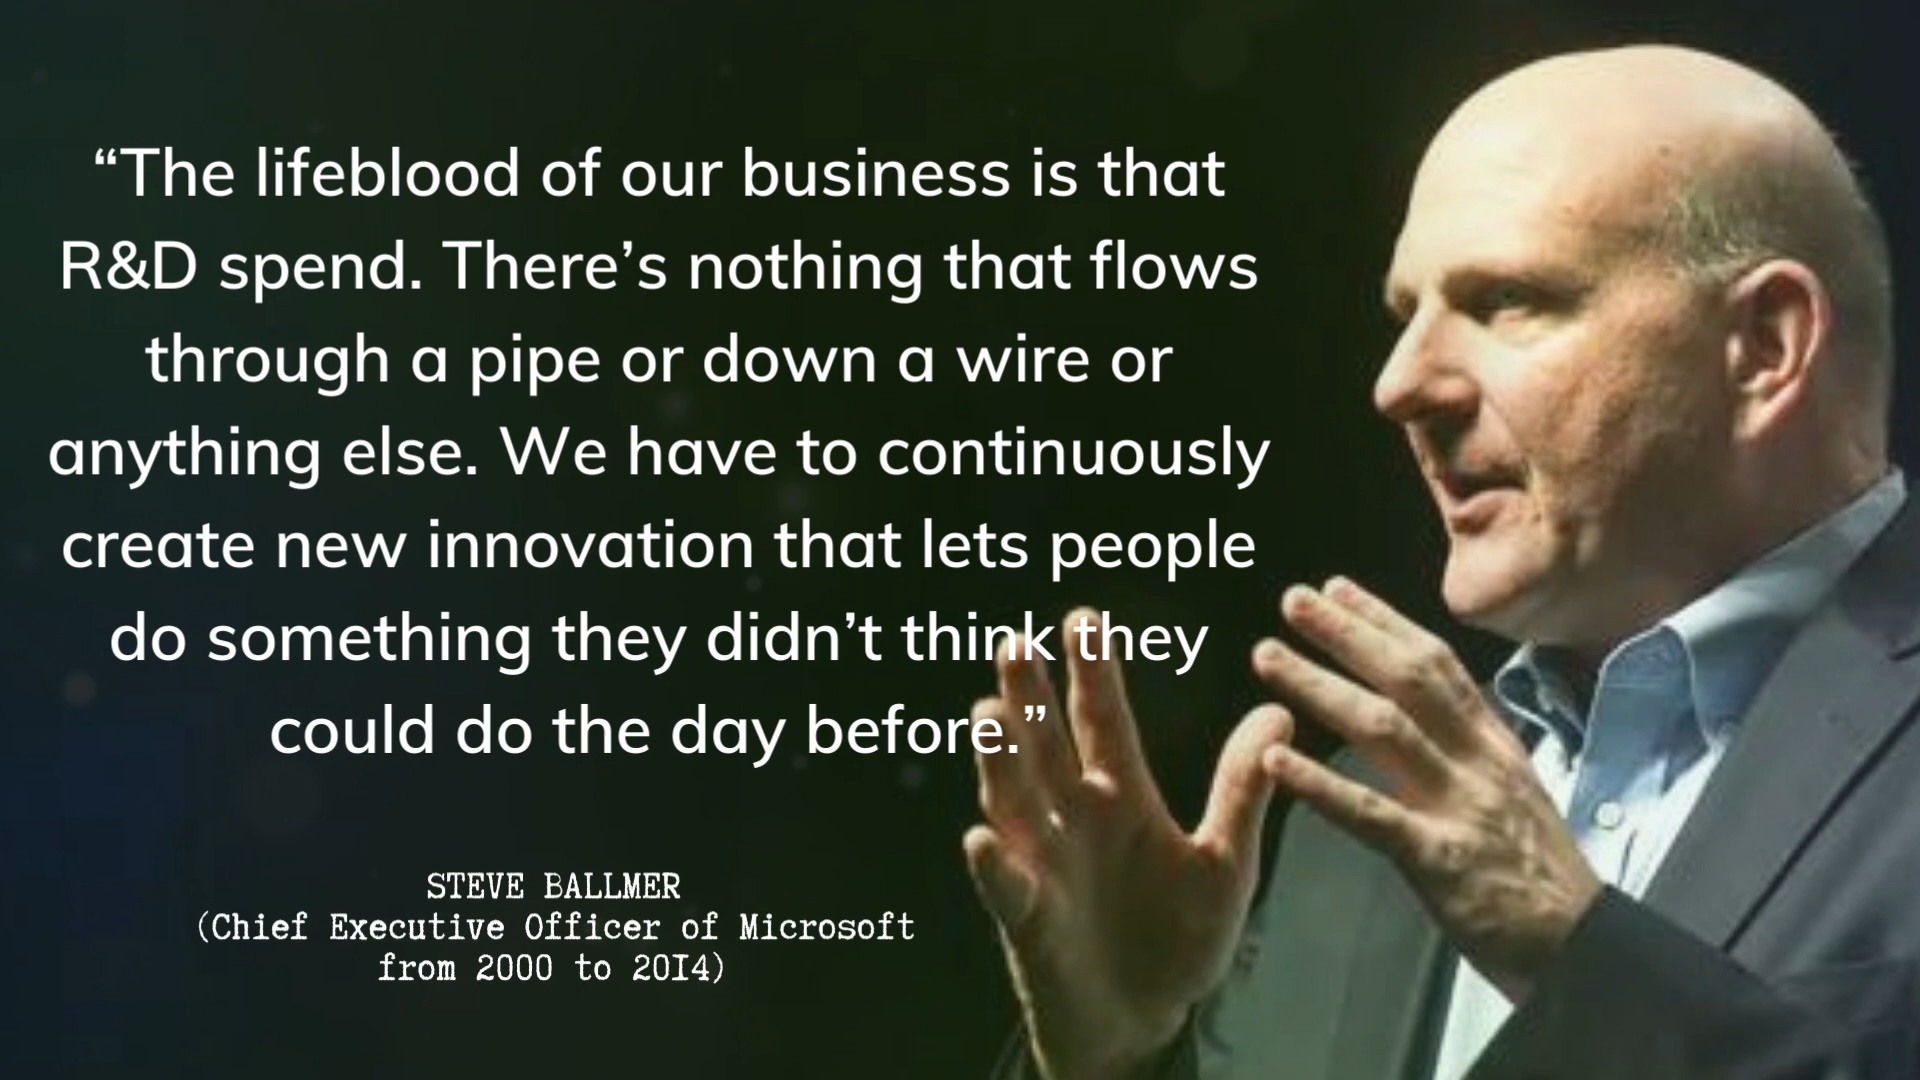 “The lifeblood of our business is that
R&D spend. There’s nothing that flows
through a pipe or down a wire or
anything else. We have to continuously
create new innovation that lets people
do something they didn’t think they
could do the day before.”
STEVE BALLMER
(Chief Executive Officer of Microsoft
from 2000 to 2014)